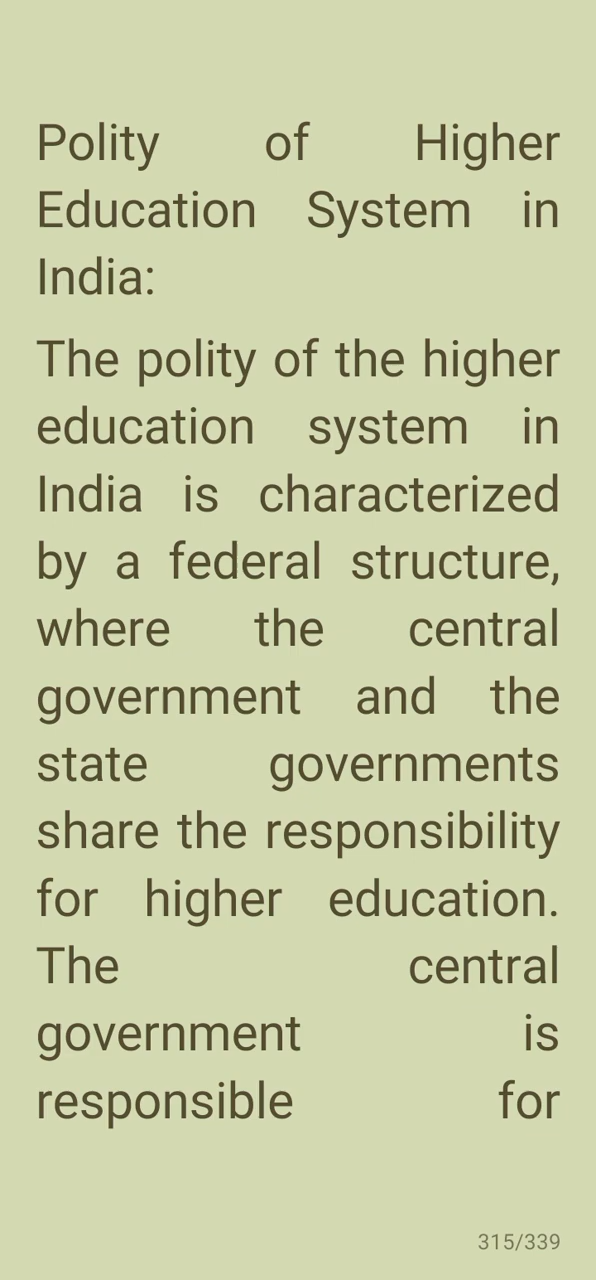 Polity of Higher
Education System in
India:
The polity of the higher
education system in
India is characterized
by a federal structure,
where the central
government and the
state governments
share the responsibility
for higher education.
The central
government is
responsible for
315/339